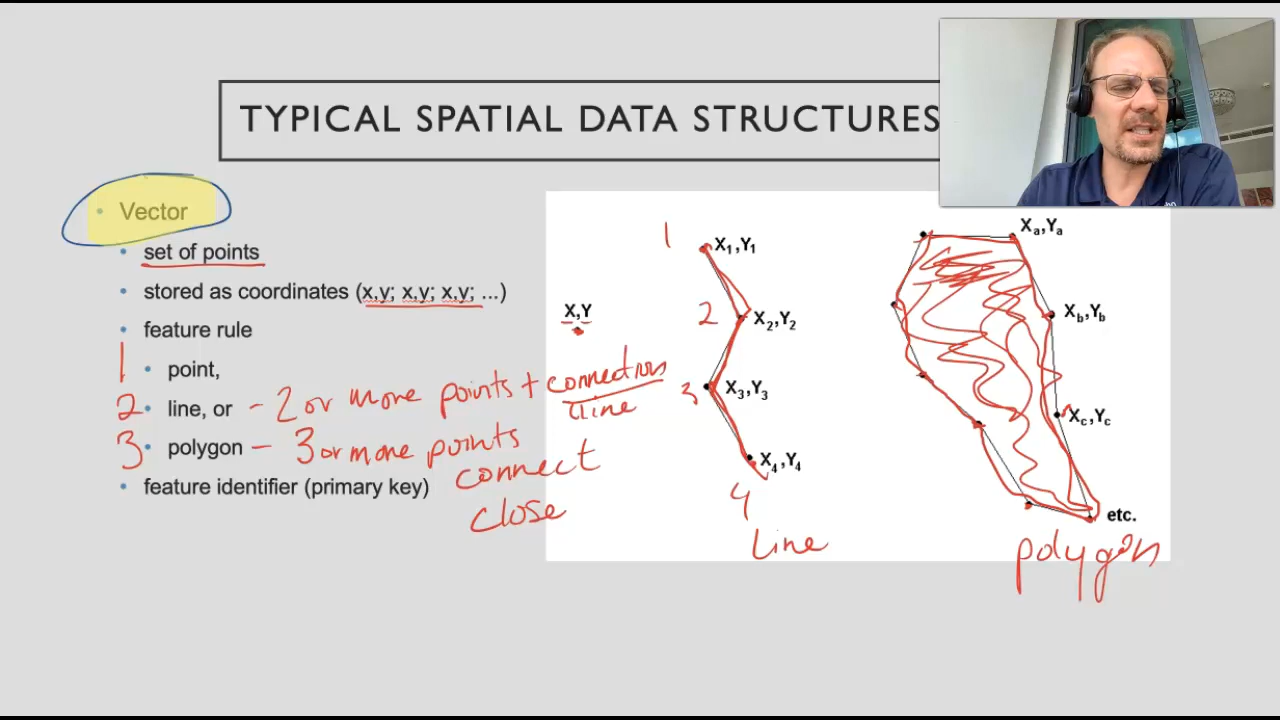 TYPICAL SPATIAL DATA STRUCTURES
• Vector
• set of points
• stored as coordinates (x,y; x,y; x,y; ...)
• feature rule
1 • point,
2 • line, or - 2 or more points + connections
line
3 • polygon - 3 or more points
connect
close
• feature identifier (primary key)
X,Y
1 X1,Y1
2 X2,Y2
3 X3,Y3
X4,Y4
4
line
Xa,Ya
Xb,Yb
Xc,Yc
etc.
polygon